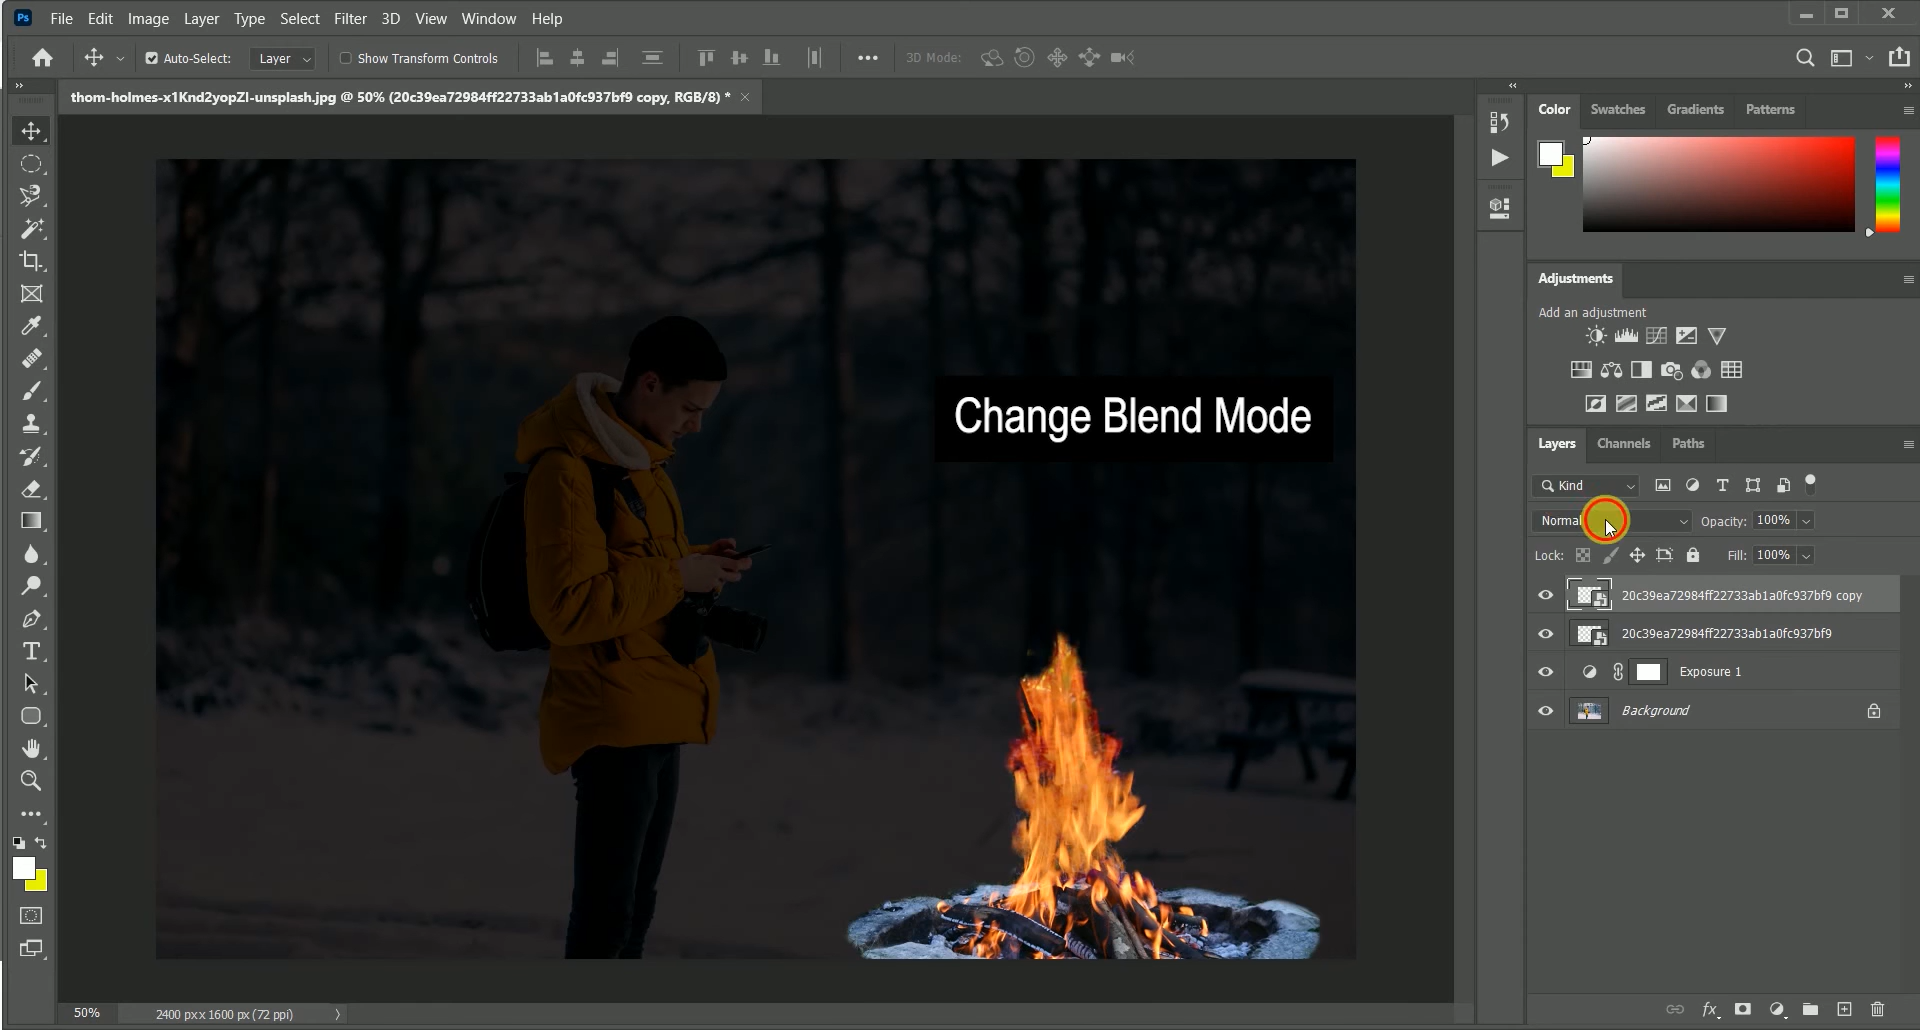 Ps File Edit Image Layer Type Select Filter 3D View Window Help
Auto-Select: Layer Show Transform Controls 3D Mode:
thom-holmes-x1Knd2yopZI-unsplash.jpg @ 50% (20c39ea72984ff22733ab1a0fc937bf9 copy, RGB/8) *
Color Swatches Gradients Patterns
Adjustments
Add an adjustment
Change Blend Mode
Layers Channels Paths
Kind
Normal Opacity: 100%
Lock: Fill: 100%
20c39ea72984ff22733ab1a0fc937bf9 copy
20c39ea72984ff22733ab1a0fc937bf9
Exposure 1
Background
50% 2400 px x 1600 px (72 ppi)